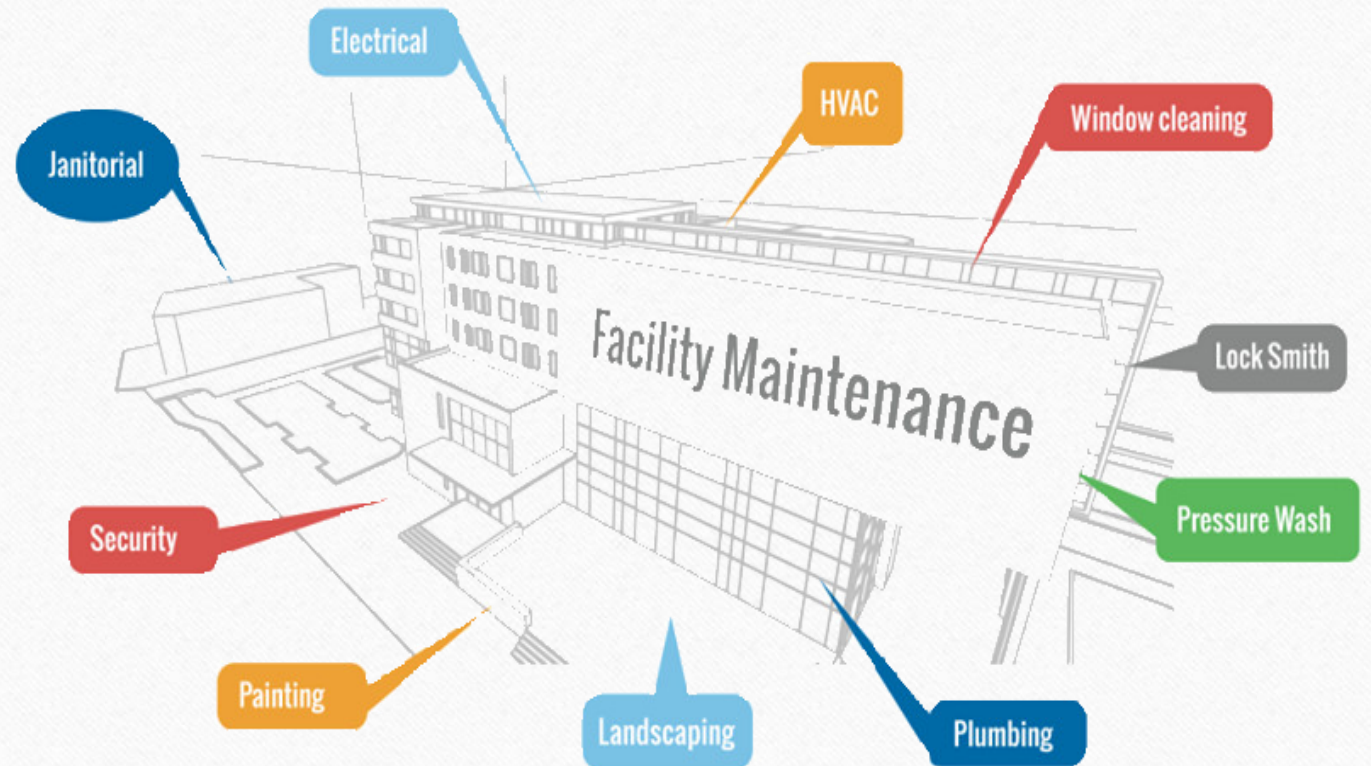 Electrical
HVAC
Window cleaning
Janitorial
Facility Maintenance
Lock Smith
Pressure Wash
Security
Painting
Landscaping
Plumbing